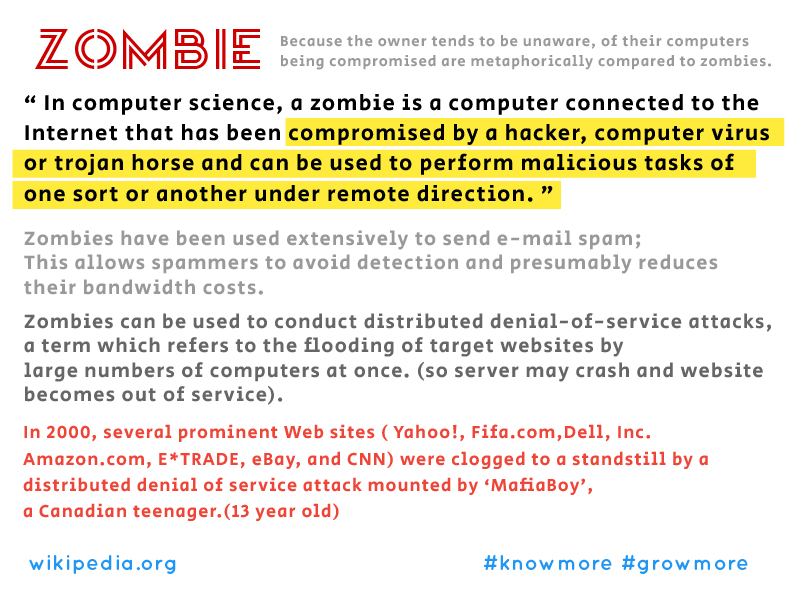 ZOMBIE
Because the owner tends to be unaware, of their computers
being compromised are metaphorically compared to zombies.
“ In computer science, a zombie is a computer connected to the
Internet that has been compromised by a hacker, computer virus
or trojan horse and can be used to perform malicious tasks of
one sort or another under remote direction. ”
Zombies have been used extensively to send e-mail spam;
This allows spammers to avoid detection and presumably reduces
their bandwidth costs.
Zombies can be used to conduct distributed denial-of-service attacks,
a term which refers to the flooding of target websites by
large numbers of computers at once. (so server may crash and website
becomes out of service).
In 2000, several prominent Web sites ( Yahoo!, Fifa.com,Dell, Inc.
Amazon.com, E*TRADE, eBay, and CNN) were clogged to a standstill by a
distributed denial of service attack mounted by ‘MafiaBoy’,
a Canadian teenager.(13 year old)
wikipedia.org
#knowmore #growmore